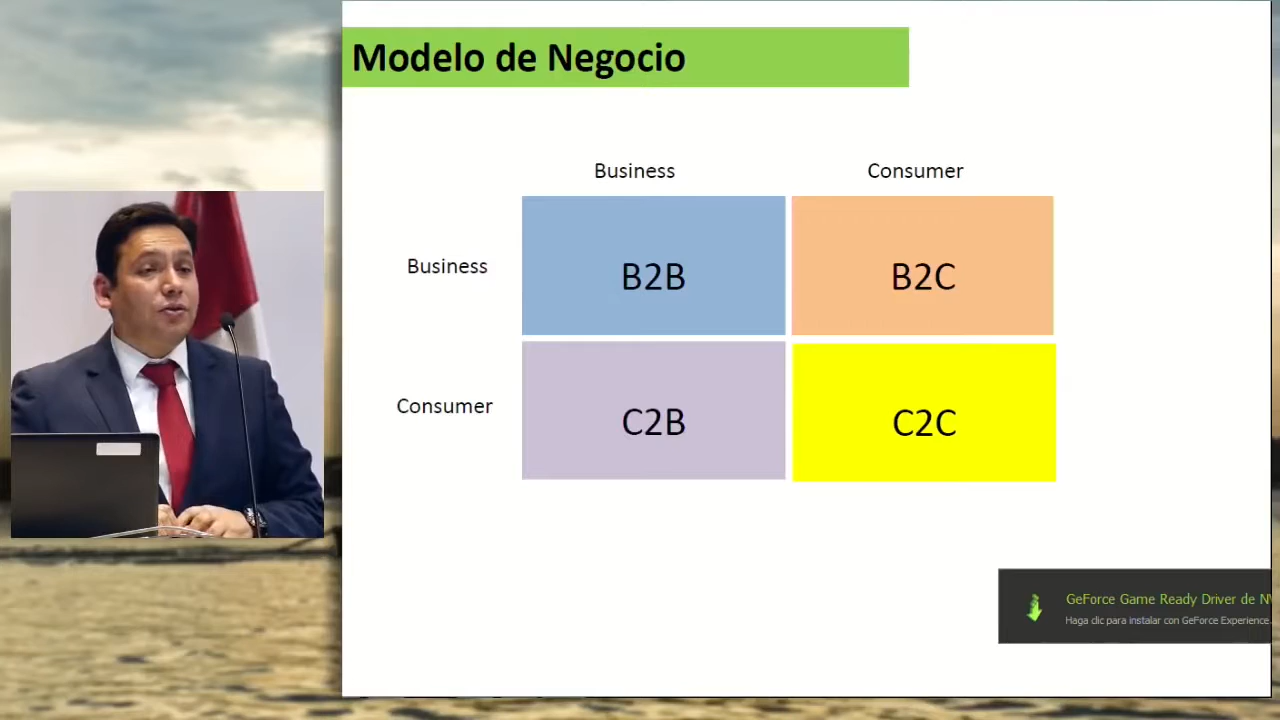 Modelo de Negocio
Business Consumer
Business B2B B2C
Consumer C2B C2C
GeForce Game Ready Driver de
Haga clic para instalar con GeForce Experience.